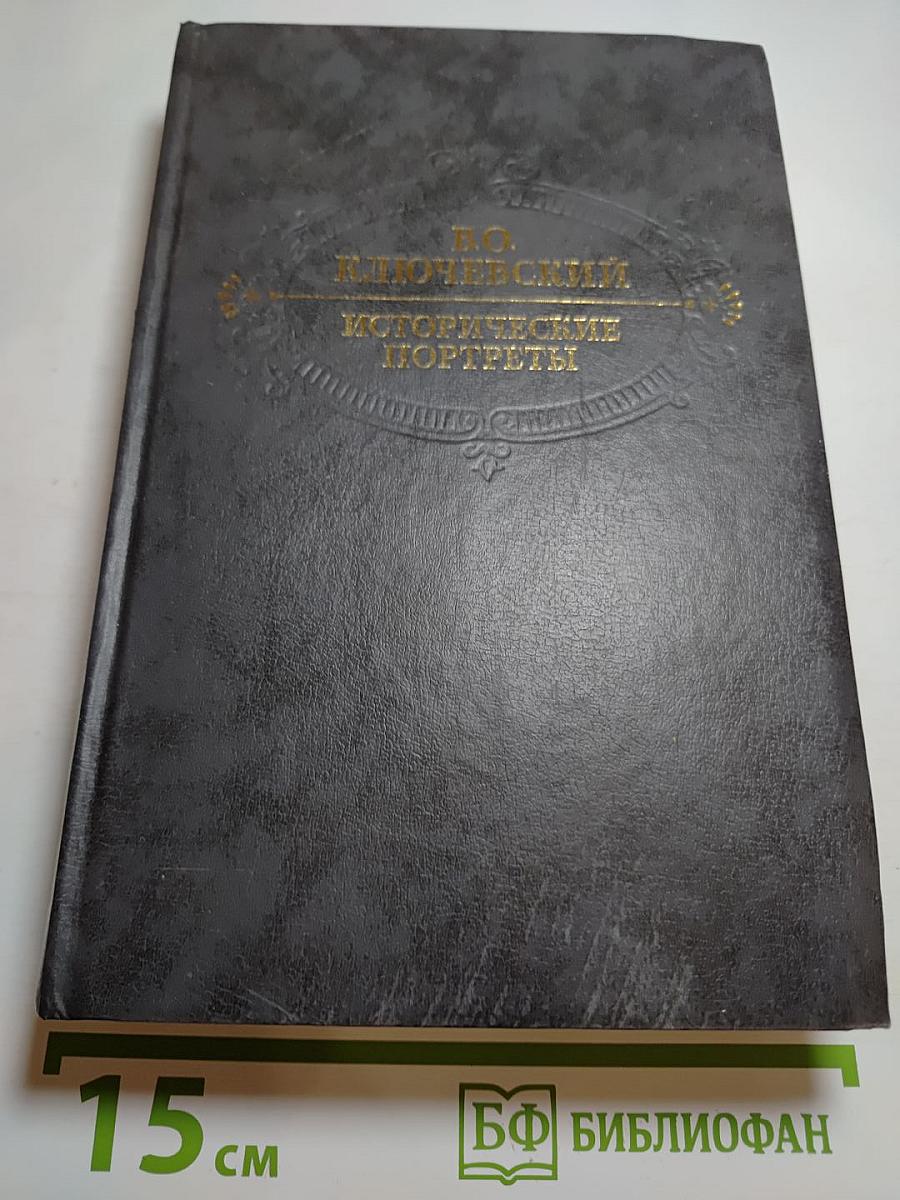 В.О.
КЛЮЧЕВСКИЙ
ИСТОРИЧЕСКИЕ
ПОРТРЕТЫ
15 см
БФ БИБЛИОФАН